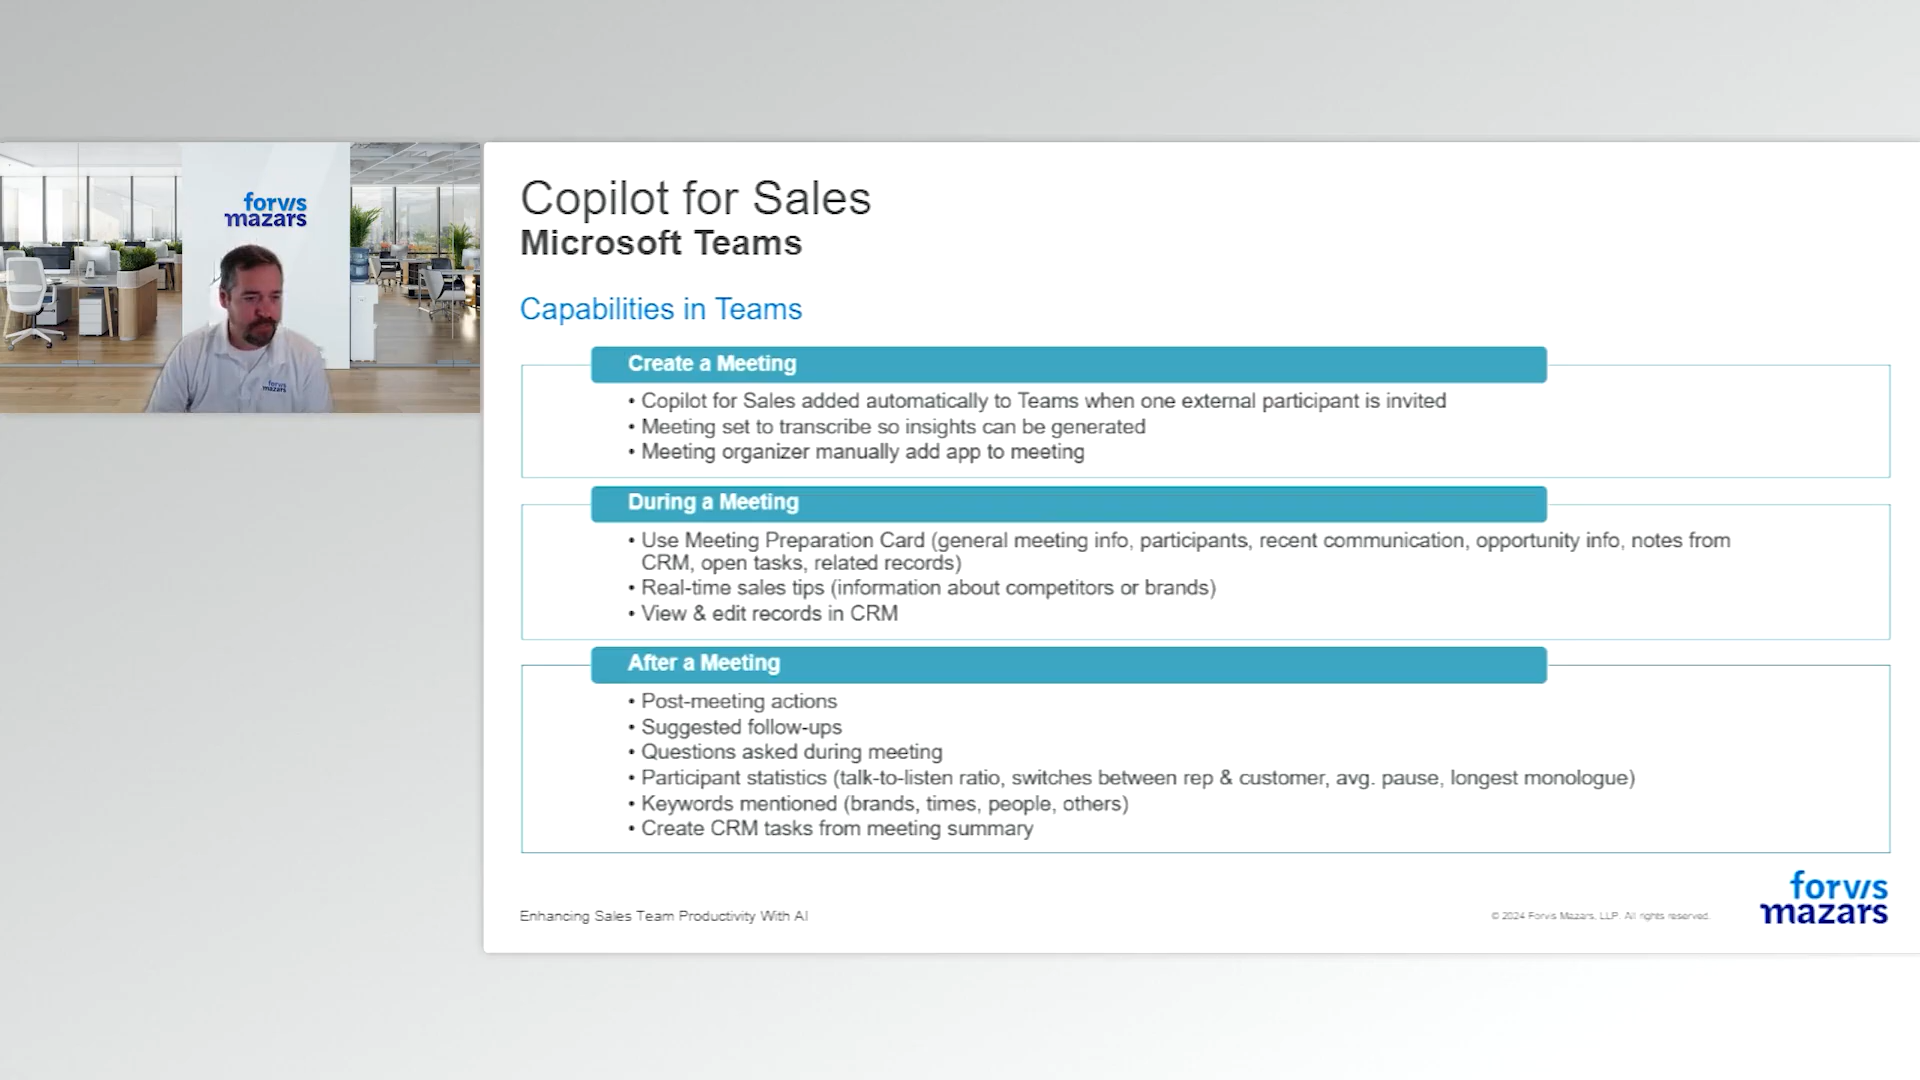 forvis
mazars
forvis
mazars
Copilot for Sales
Microsoft Teams
Capabilities in Teams
Create a Meeting
• Copilot for Sales added automatically to Teams when one external participant is invited
• Meeting set to transcribe so insights can be generated
• Meeting organizer manually add app to meeting
During a Meeting
• Use Meeting Preparation Card (general meeting info, participants, recent communication, opportunity info, notes from
CRM, open tasks, related records)
• Real-time sales tips (information about competitors or brands)
• View & edit records in CRM
After a Meeting
• Post-meeting actions
• Suggested follow-ups
• Questions asked during meeting
• Participant statistics (talk-to-listen ratio, switches between rep & customer, avg. pause, longest monologue)
• Keywords mentioned (brands, times, people, others)
• Create CRM tasks from meeting summary
Enhancing Sales Team Productivity With AI
© 2024 Forvis Mazars, LLP. All rights reserved.
forvis
mazars